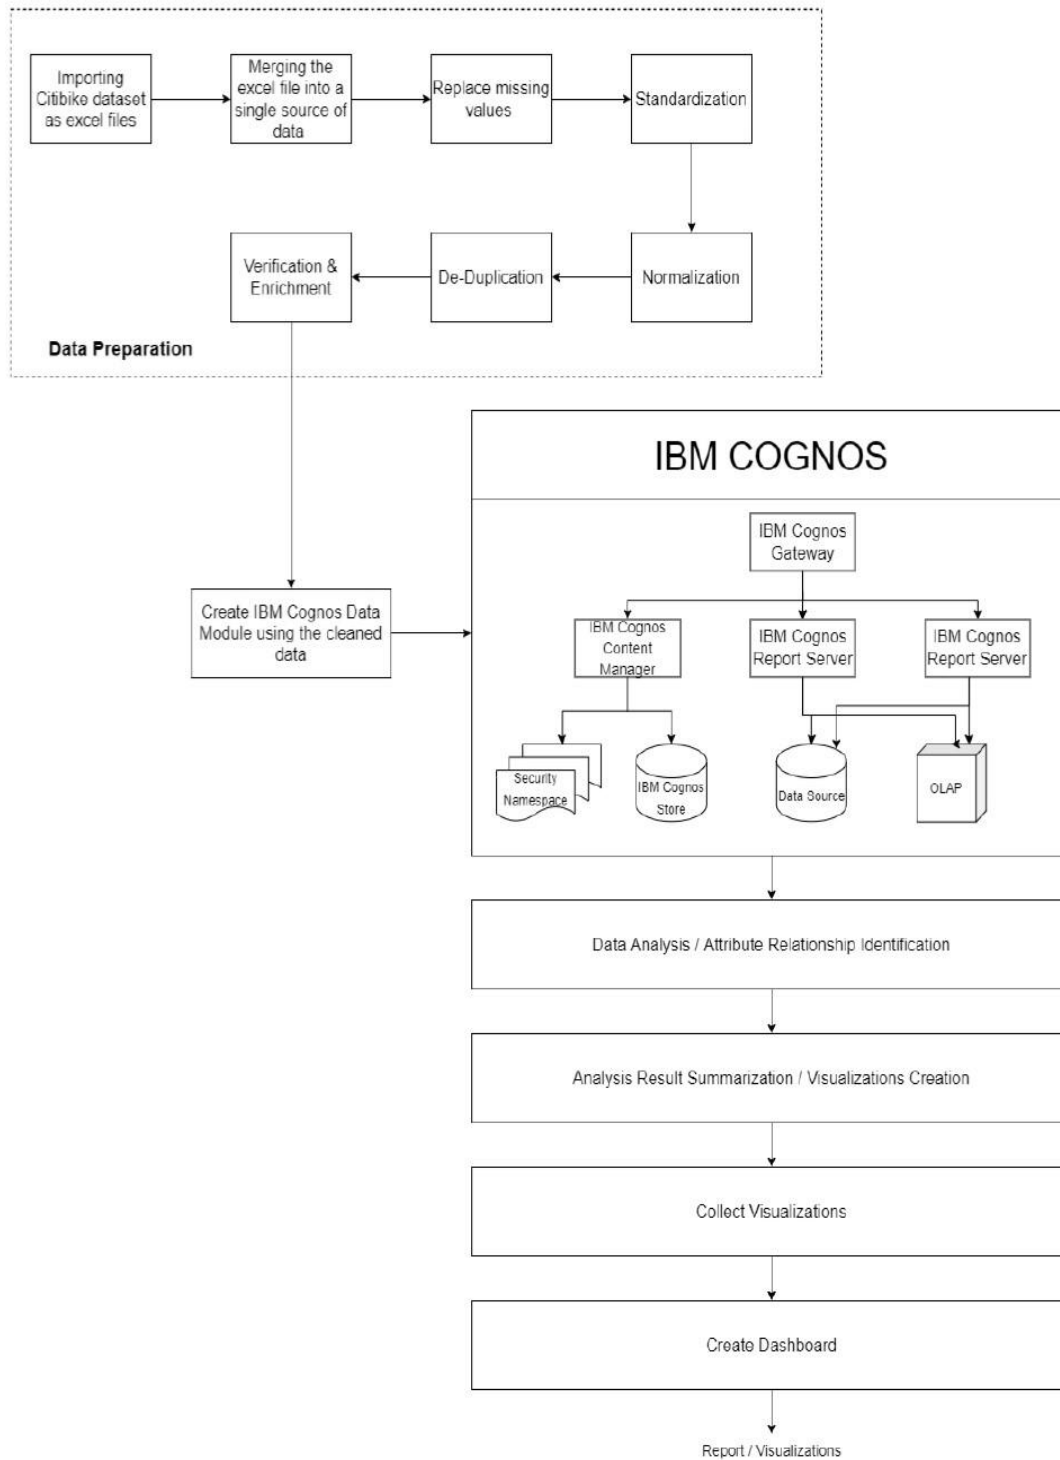 Importing
Citibike dataset
as excel files
Merging the
excel file into a
single source of
data
Replace missing
values
Standardization
Verification &
Enrichment
De-Duplication
Normalization
Data Preparation
IBM COGNOS
IBM Cognos
Gateway
Create IBM Cognos Data
Module using the cleaned
data
IBM Cognos
Content
Manager
IBM Cognos
Report Server
IBM Cognos
Report Server
Security
Namespace
IBM Cognos
Store
Data Source
OLAP
Data Analysis / Attribute Relationship Identification
Analysis Result Summarization / Visualizations Creation
Collect Visualizations
Create Dashboard
Report / Visualizations